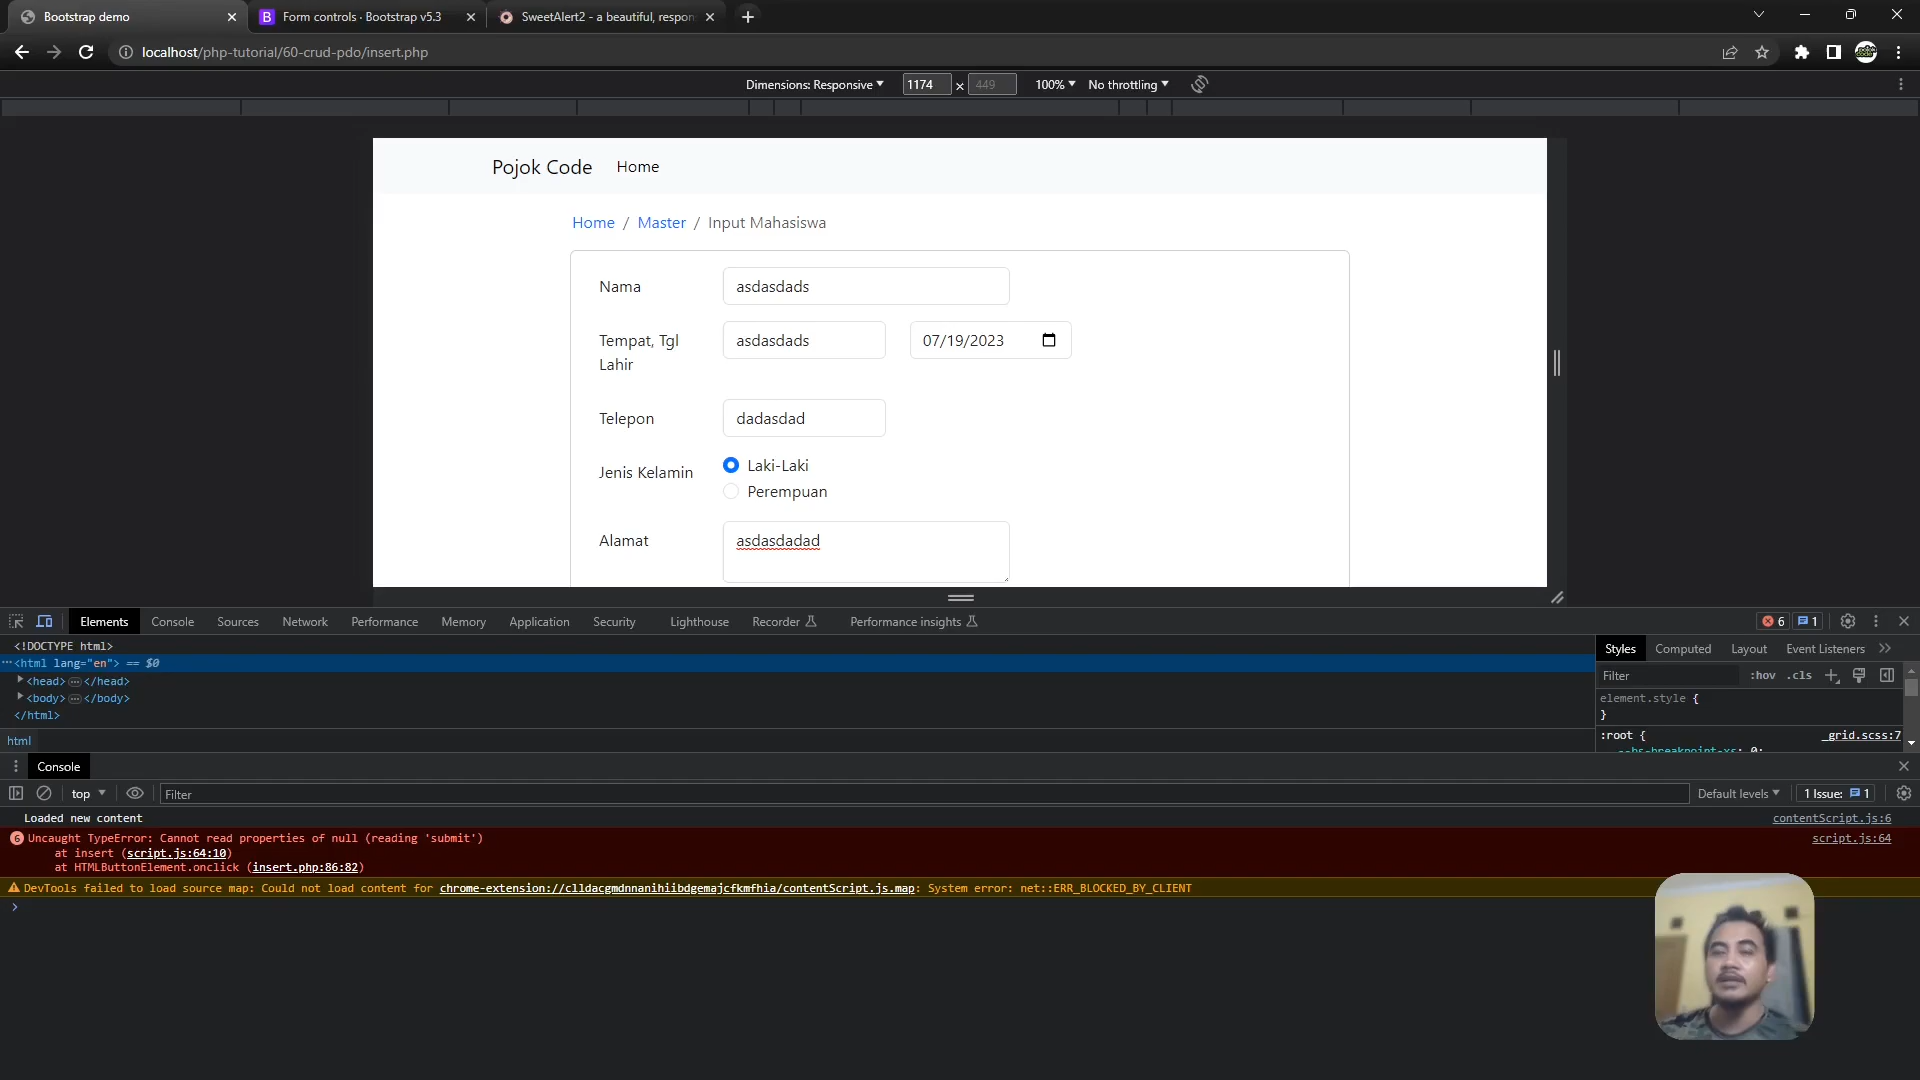 Bootstrap demo
Form controls · Bootstrap v5.3
SweetAlert2 - a beautiful, respon
localhost/php-tutorial/60-crud-pdo/insert.php
Dimensions: Responsive
1174 × 449
100%
No throttling
Pojok Code
Home
Home / Master / Input Mahasiswa
Nama
asdasdads
Tempat, Tgl
Lahir
asdasdads
07/19/2023
Telepon
dadasdad
Jenis Kelamin
Laki-Laki
Perempuan
Alamat
asdasdadad
Elements
Console
Sources
Network
Performance
Memory
Application
Security
Lighthouse
Recorder
Performance insights
6
1
<!DOCTYPE html>
<html lang="en"> == $0
<head> ··· </head>
<body> ··· </body>
</html>
html
Styles
Computed
Layout
Event Listeners
Filter
:hov .cls
element.style {
}
:root {
_grid.scss:7
--bs-breakpoint-xs: 0;
Console
top
Filter
Default levels
1 Issue: 1
Loaded new content
contentScript.js:6
6 Uncaught TypeError: Cannot read properties of null (reading 'submit')
script.js:64
at insert (script.js:64:10)
at HTMLButtonElement.onclick (insert.php:86:82)
DevTools failed to load source map: Could not load content for chrome-extension://clldacgmdnnanihiibdgemajcfkmfhia/contentScript.js.map: System error: net::ERR_BLOCKED_BY_CLIENT